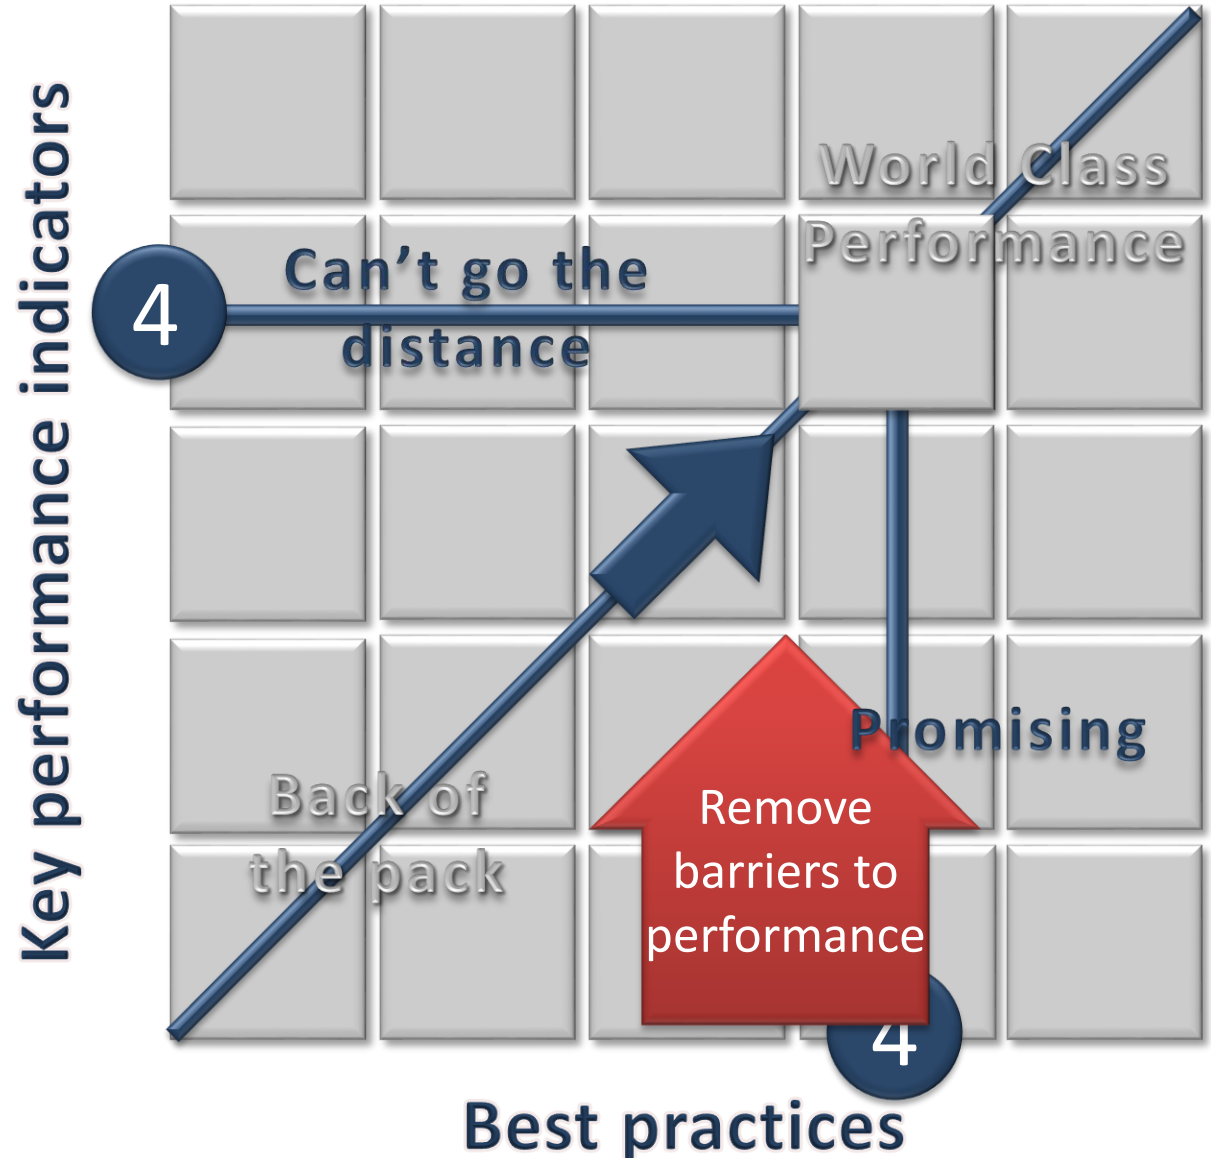 Key performance indicators
World Class
Performance
Can't go the
distance
4
Promising
Back of
the pack
Remove
barriers to
performance
4
Best practices